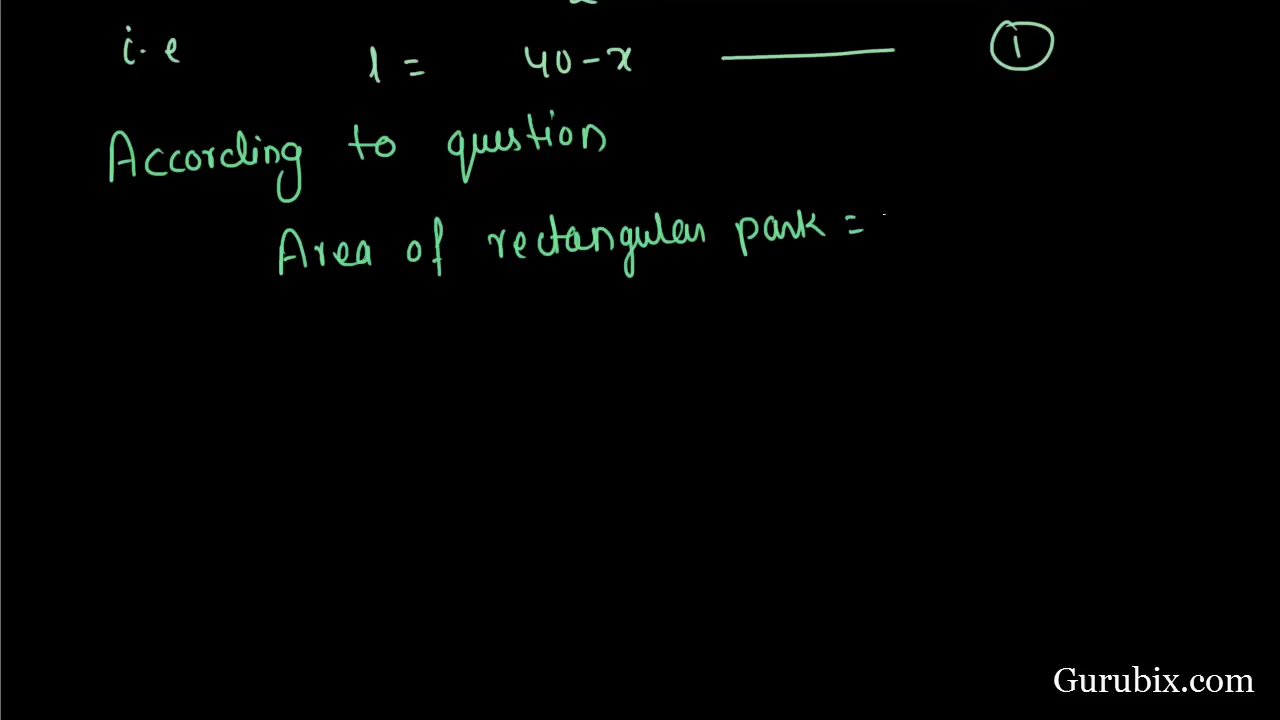 i.e l = 40 - x ——— ①
According to question
Area of rectangular park =
Gurubix.com